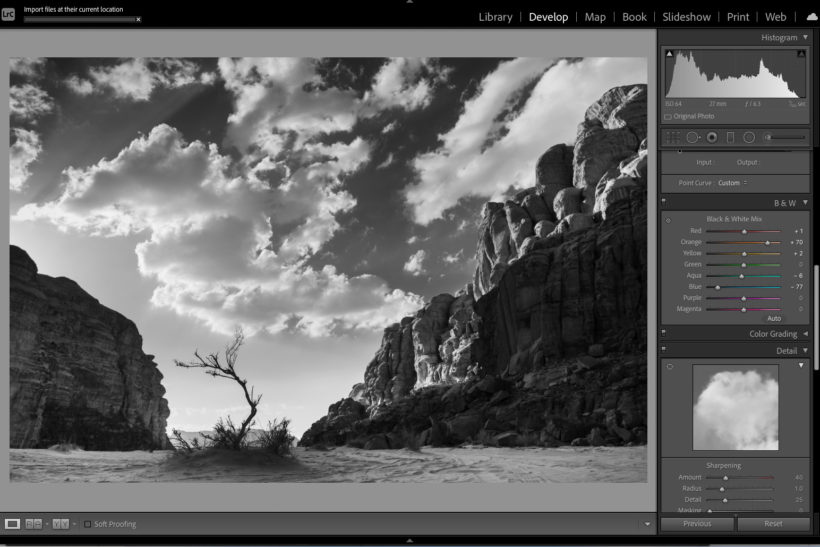 LrC Import files at their current location
Library | Develop | Map | Book | Slideshow | Print | Web
Histogram
ISO 64 27 mm ƒ / 6.3 sec
Original Photo
Input : Output :
Point Curve : Custom
B & W
Black & White Mix
Red + 1
Orange + 70
Yellow + 2
Green 0
Aqua – 6
Blue – 77
Purple 0
Magenta 0
Auto
Color Grading
Detail
Sharpening
Amount 40
Radius 1.0
Detail 25
Masking 0
Soft Proofing
Previous Reset